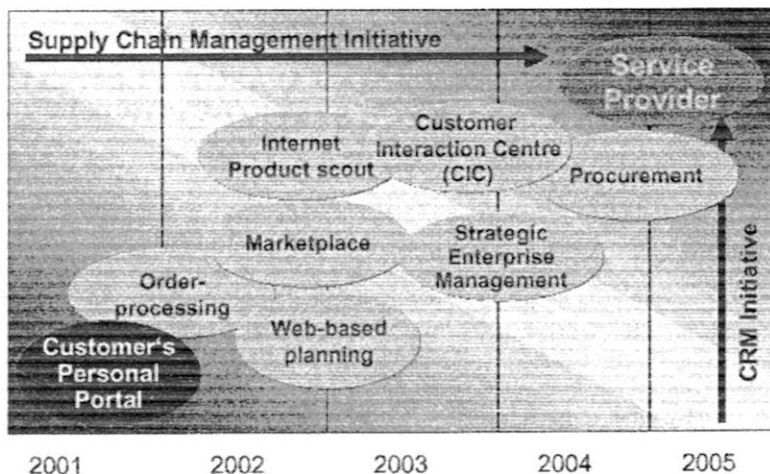 Supply Chain Management Initiative
Service
Provider
Customer
Interaction Centre
(CIC)
Internet
Product scout
Procurement
Marketplace
Strategic
Enterprise
Management
Order-
processing
Web-based
planning
Customer's
Personal
Portal
CRM Initiative
2001 2002 2003 2004 2005